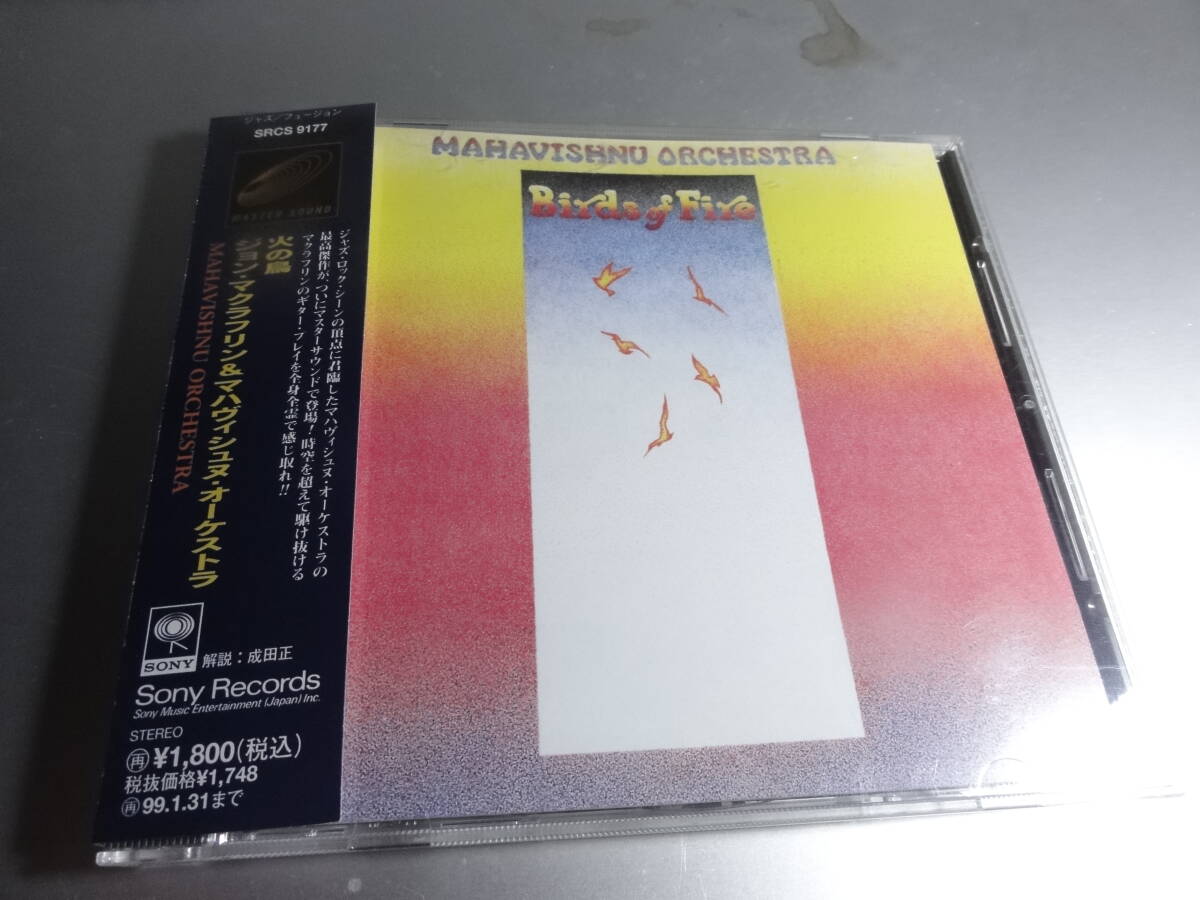 ジャズ/フュージョン
SRCS 9177
MASTER SOUND
火の鳥
ジョン・マクラフリン&マハヴィシュヌ・オーケストラ
MAHAVISHNU ORCHESTRA
ジャズ・ロック・シーンの頂点に君臨したマハヴィシュヌ・オーケストラの
最高傑作が、ついにマスターサウンドで登場!時空を超えて駆け抜ける
マクラフリンのギター・プレイを全身全霊で感じ取れ!!
SONY
解説:成田正
Sony Records
Sony Music Entertainment (Japan) Inc.
STEREO
再 ¥1,800(税込)
税抜価格¥1,748
再 99.1.31まで
MAHAVISHNU ORCHESTRA
Birds of Fire